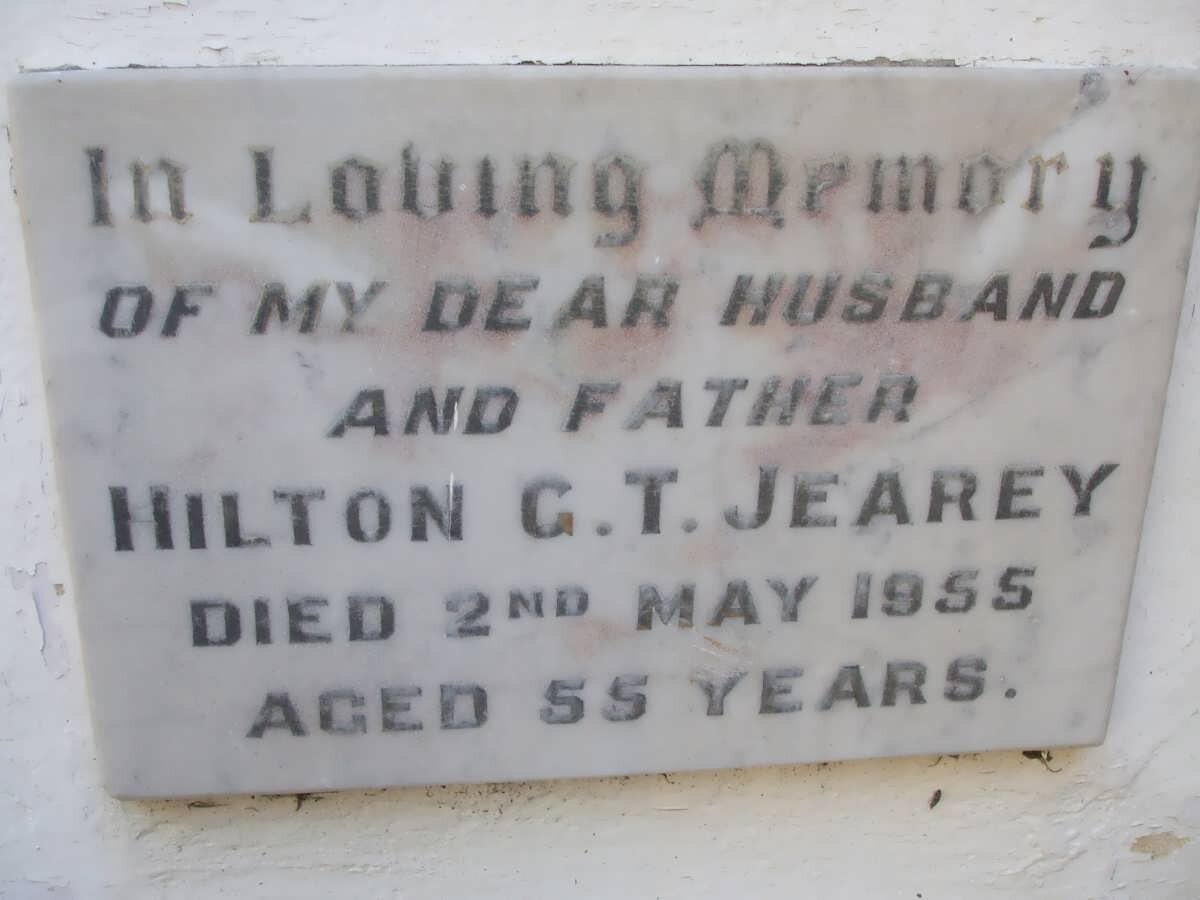 In Loving Memory
OF MY DEAR HUSBAND
AND FATHER
HILTON G.T. JEAREY
DIED 2ND MAY 1955
AGED 55 YEARS.